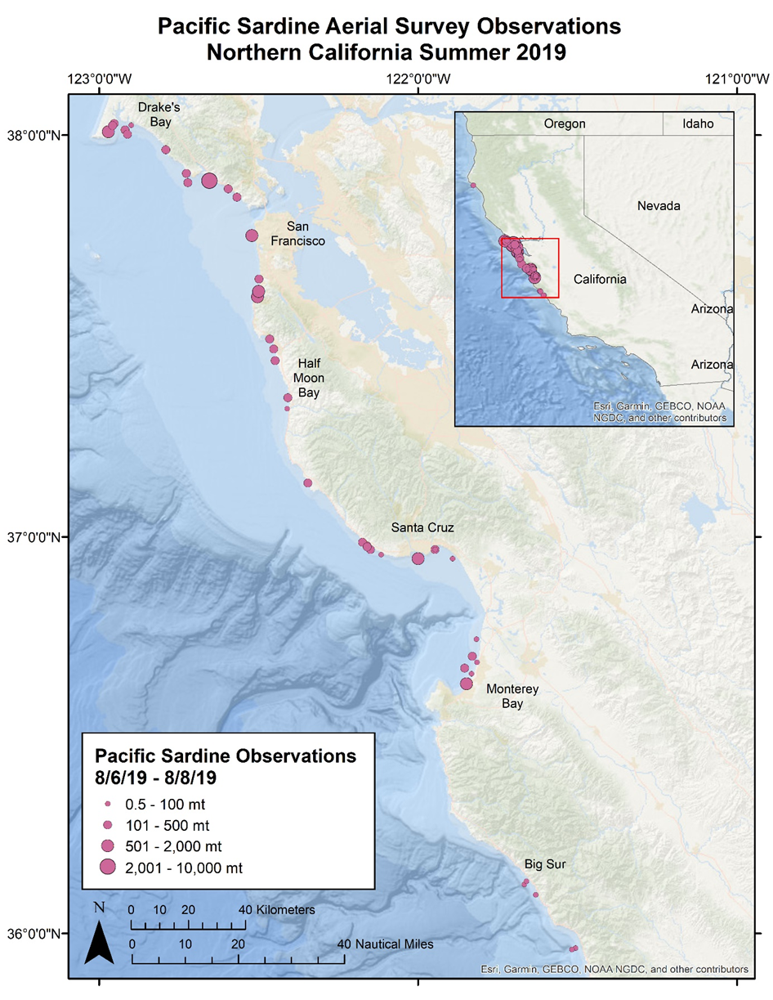 Pacific Sardine Aerial Survey Observations
Northern California Summer 2019
123°0'0"W
122°0'0"W
121°0'0"W
38°0'0"N
37°0'0"N
36°0'0"N
Drake's
Bay
San
Francisco
Half
Moon
Bay
Santa Cruz
Monterey
Bay
Big Sur
Oregon
Idaho
Nevada
California
Arizona
Arizona
Esri, Garmin, GEBCO, NOAA
NGDC, and other contributors
Pacific Sardine Observations
8/6/19 - 8/8/19
0.5 - 100 mt
101 - 500 mt
501 - 2,000 mt
2,001 - 10,000 mt
N
0 10 20 40 Kilometers
0 10 20 40 Nautical Miles
Esri, Garmin, GEBCO, NOAA NGDC, and other contributors